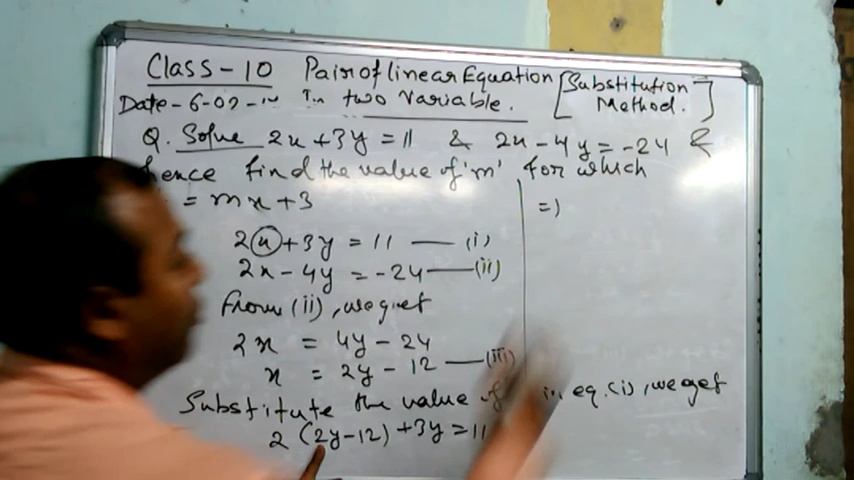 Class-10 Pair of linear Equation [Substitution Method.]
Date-6-07- In two variable.
Q. Solve 2x+3y=11 & 2x-4y=-24 &
hence find the value of 'm' for which
= mx+3
=)
2x+3y = 11 — (i)
2x-4y = -24 — (ii)
From (ii), we get
2x = 4y-24
x = 2y-12 — (iii)
Substitute the value of in eq. (i), we get
2(2y-12)+3y=11